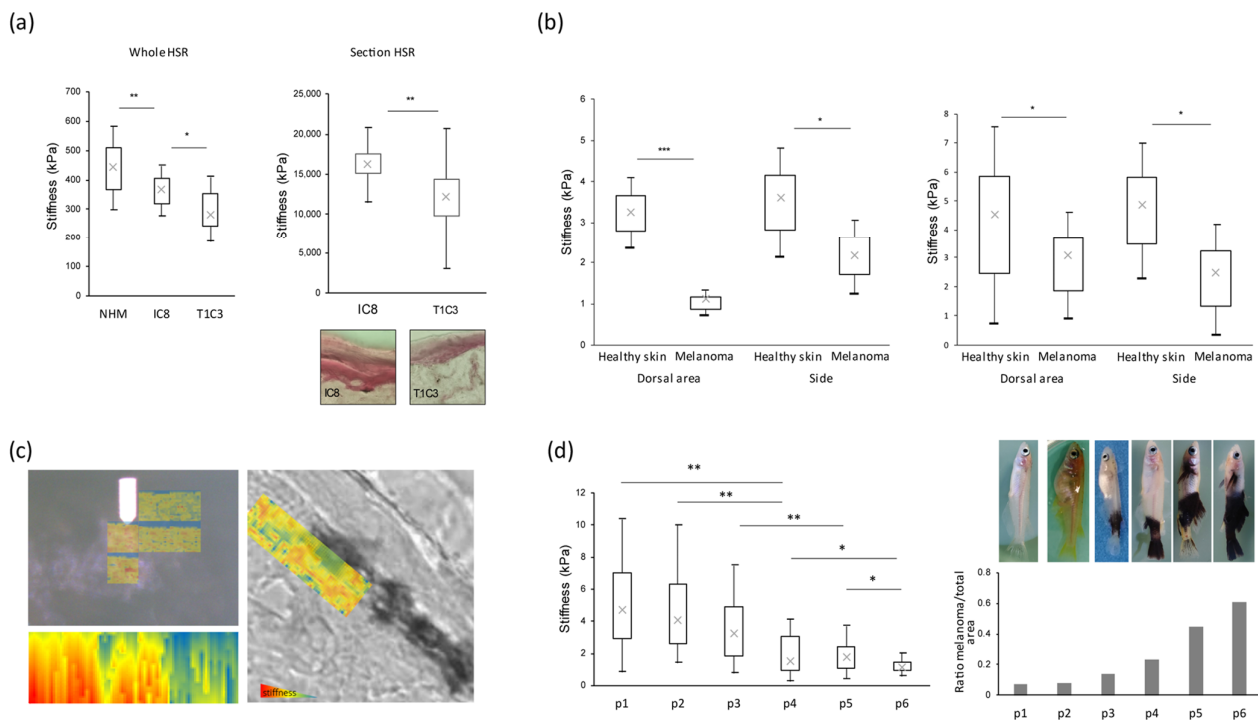 (a)
Whole HSR
Section HSR
700
600
500
400
300
200
100
0
Stiffness (kPa)
**
*
NHM
IC8
T1C3
25,000
20,000
15,000
10,000
5,000
0
Stiffness (kPa)
**
IC8
T1C3
IC8
T1C3
(b)
6
5
4
3
2
1
0
Stiffness (kPa)
***
*
Healthy skin
Melanoma
Healthy skin
Melanoma
Dorsal area
Side
8
7
6
5
4
3
2
1
0
Stiffness (kPa)
*
*
Healthy skin
Melanoma
Healthy skin
Melanoma
Dorsal area
Side
(c)
stiffness
(d)
**
**
**
*
*
14
12
10
8
6
4
2
0
Stiffness (kPa)
p1
p2
p3
p4
p5
p6
0.8
0.6
0.4
0.2
0
Ratio melanoma/total
area
p1
p2
p3
p4
p5
p6